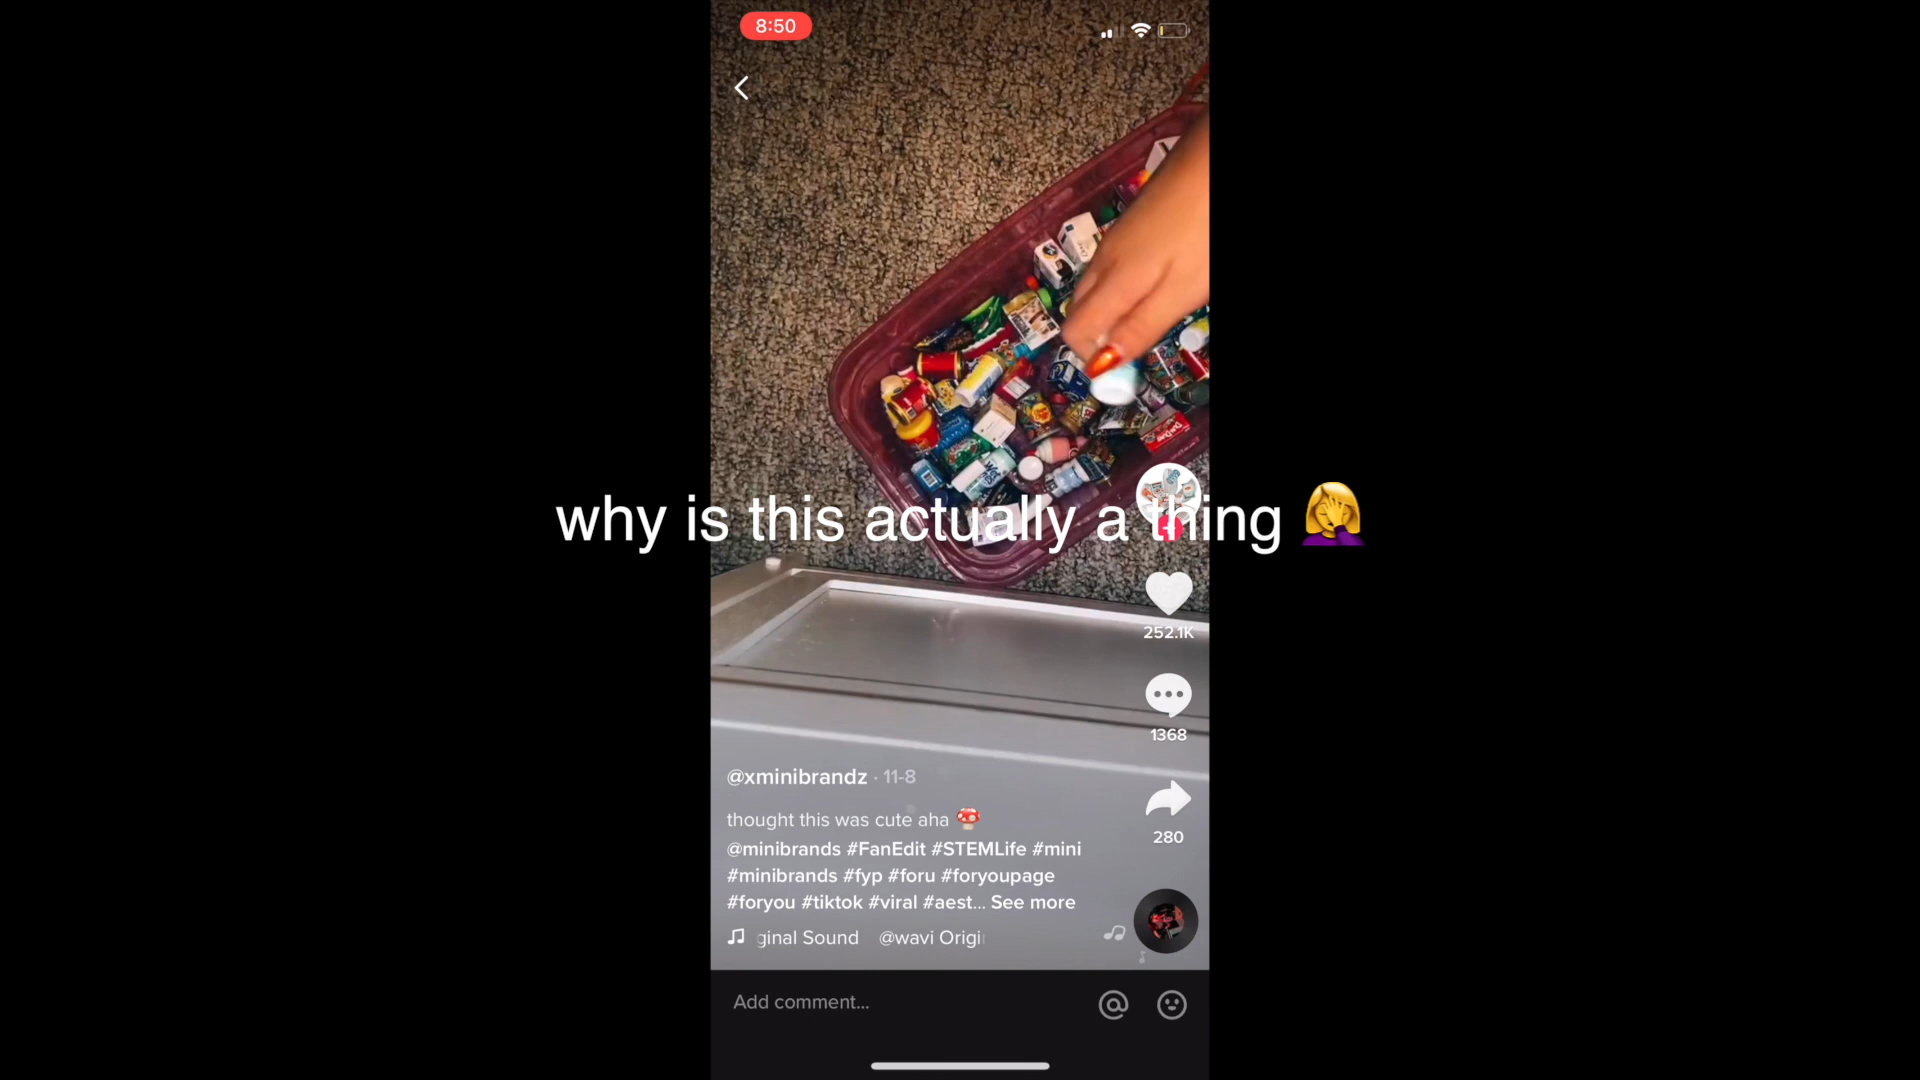 8:50
why is this actually a thing 🤦‍♀️
252.1K
1368
@xminibrandz · 11-8
thought this was cute aha 🍄
280
@minibrands #FanEdit #STEMLife #mini
#minibrands #fyp #foru #foryoupage
#foryou #tiktok #viral #aest... See more
ginal Sound @wavi Origi
Add comment...